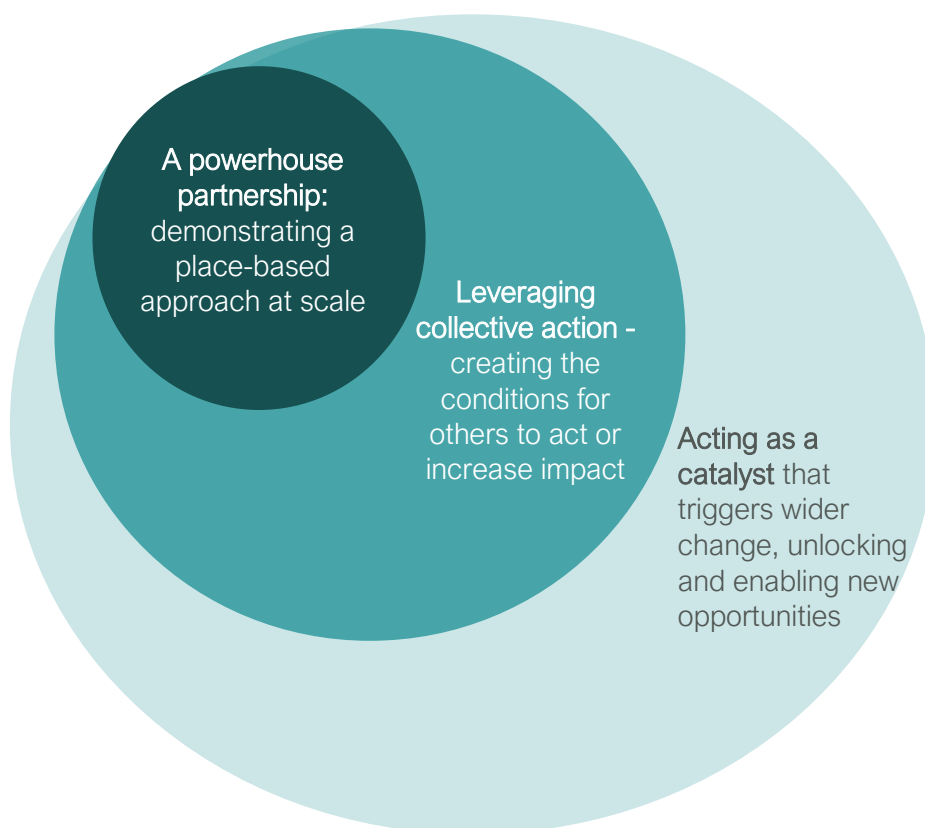 A powerhouse
partnership:
demonstrating a
place-based
approach at scale
Leveraging
collective action -
creating the
conditions for
others to act or
increase impact
Acting as a
catalyst that
triggers wider
change, unlocking
and enabling new
opportunities